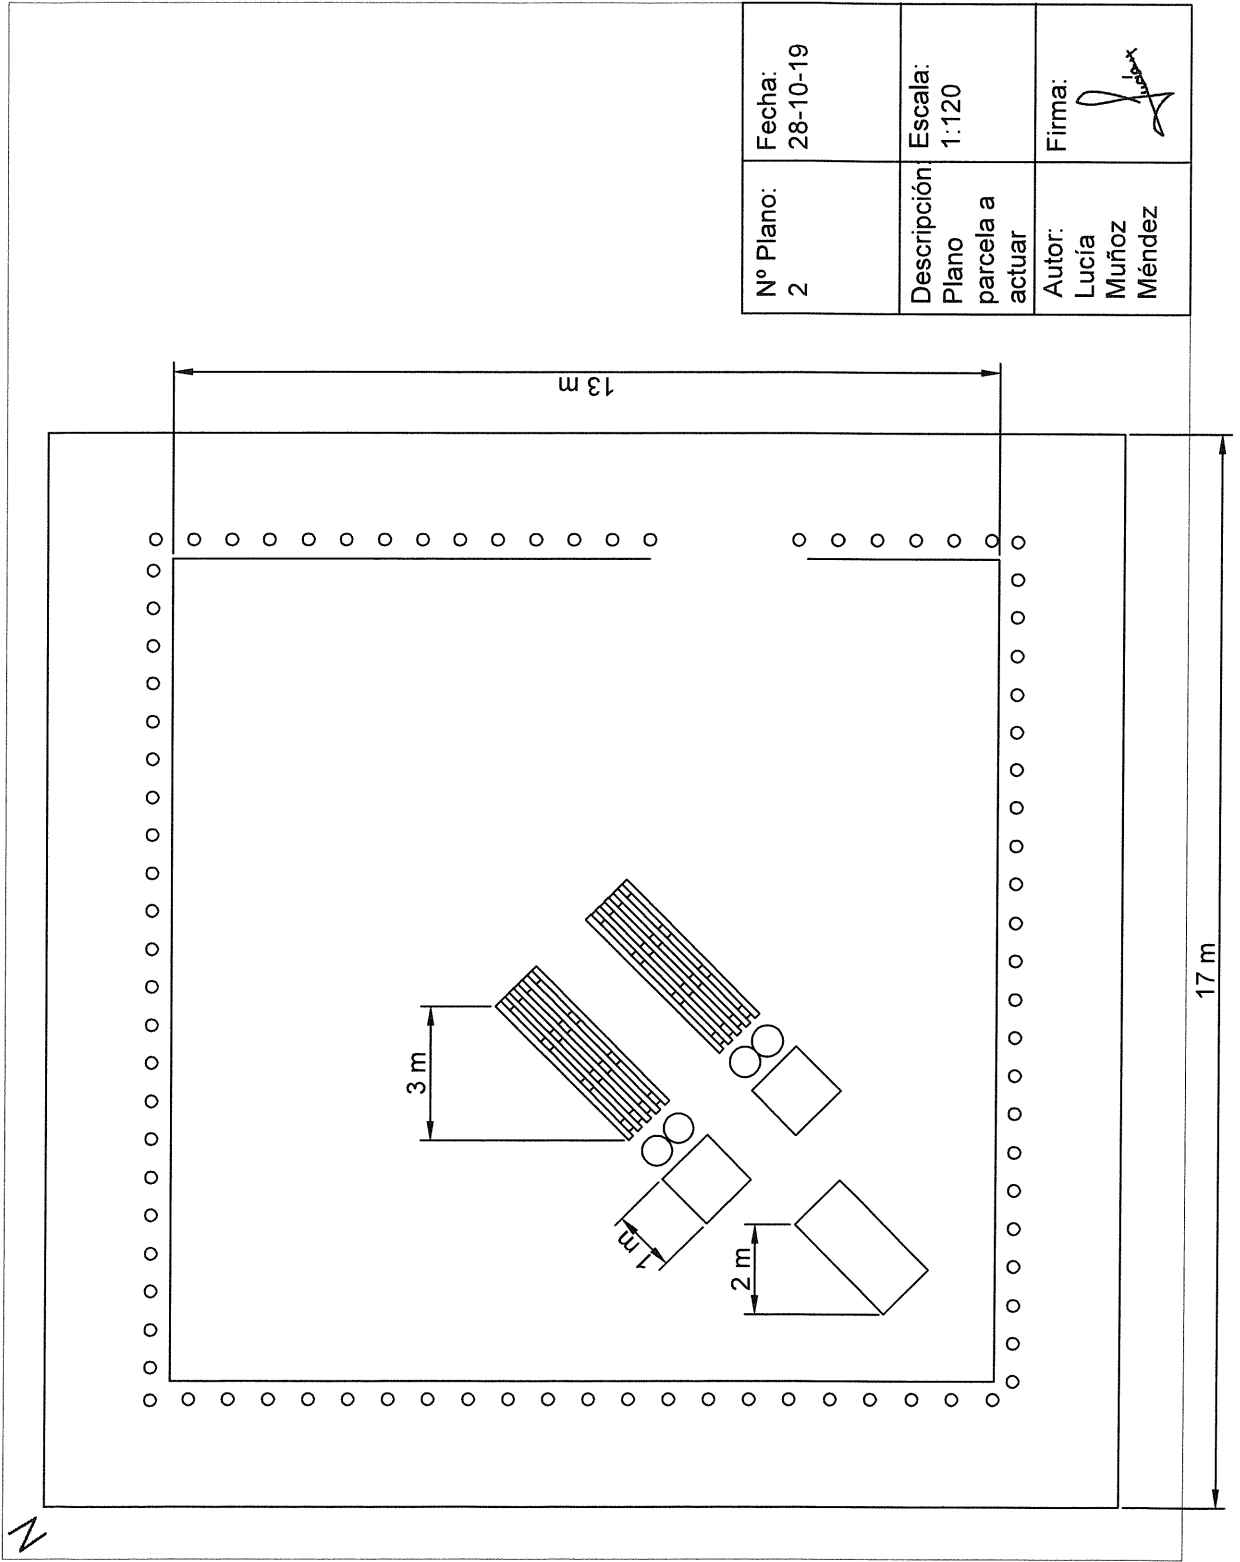 Nº Plano:
2
Fecha:
28-10-19
Descripción:
Plano
parcela a
actuar
Escala:
1:120
Autor:
Lucía
Muñoz
Méndez
Firma:
13 m
3 m
1 m
2 m
17 m
N